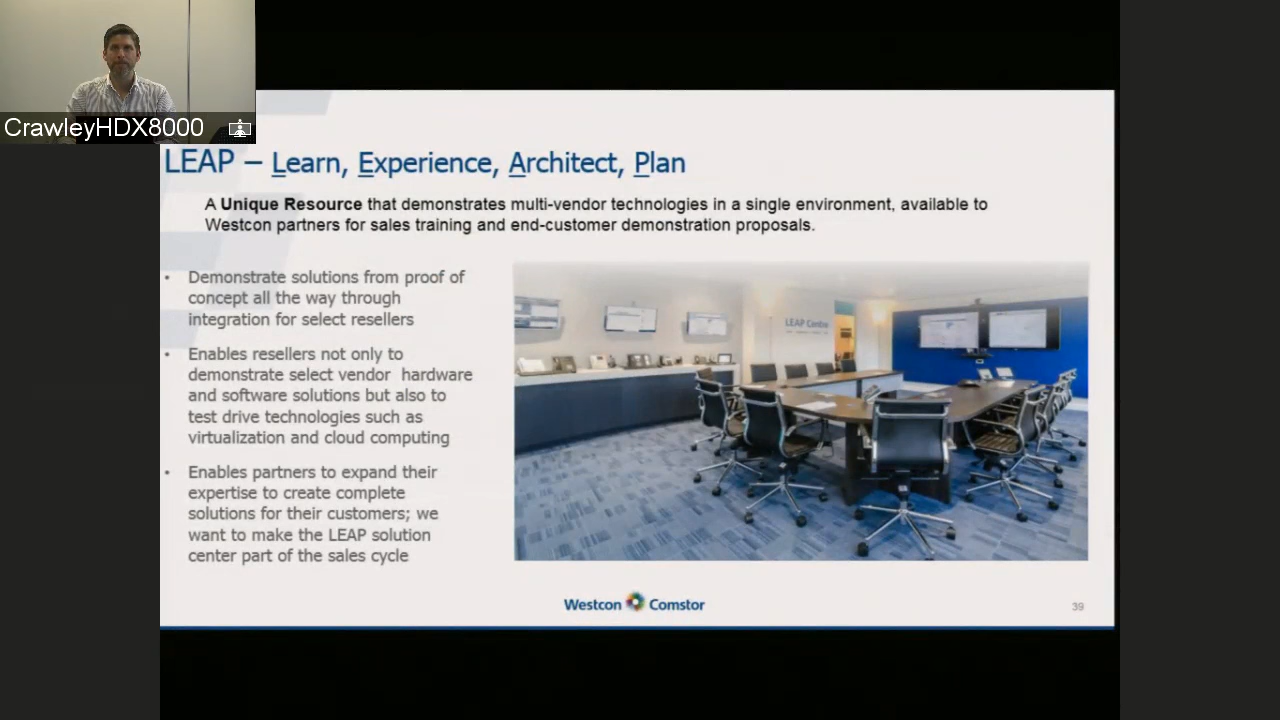 CrawleyHDX8000
LEAP – Learn, Experience, Architect, Plan
A Unique Resource that demonstrates multi-vendor technologies in a single environment, available to
Westcon partners for sales training and end-customer demonstration proposals.
• Demonstrate solutions from proof of
concept all the way through
integration for select resellers
• Enables resellers not only to
demonstrate select vendor hardware
and software solutions but also to
test drive technologies such as
virtualization and cloud computing
• Enables partners to expand their
expertise to create complete
solutions for their customers; we
want to make the LEAP solution
center part of the sales cycle
LEAP Centre
Westcon Comstor
39